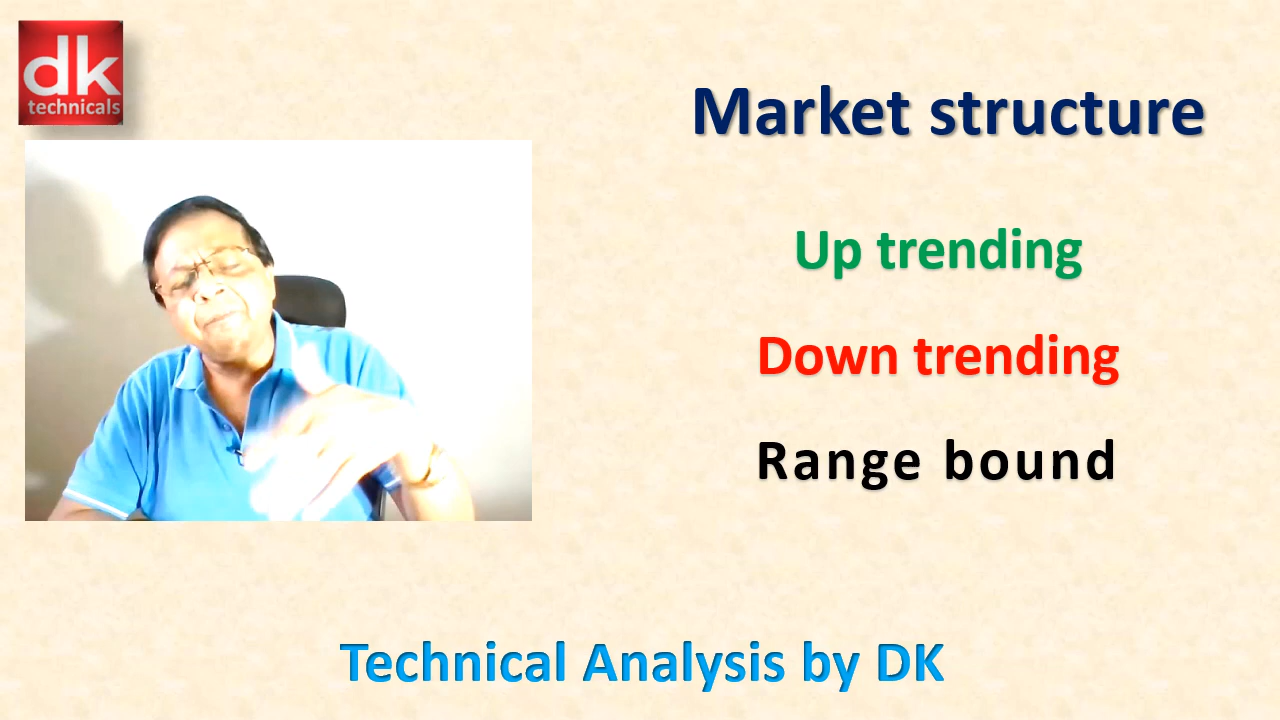 dk
technicals
Market structure
Up trending
Down trending
Range bound
Technical Analysis by DK